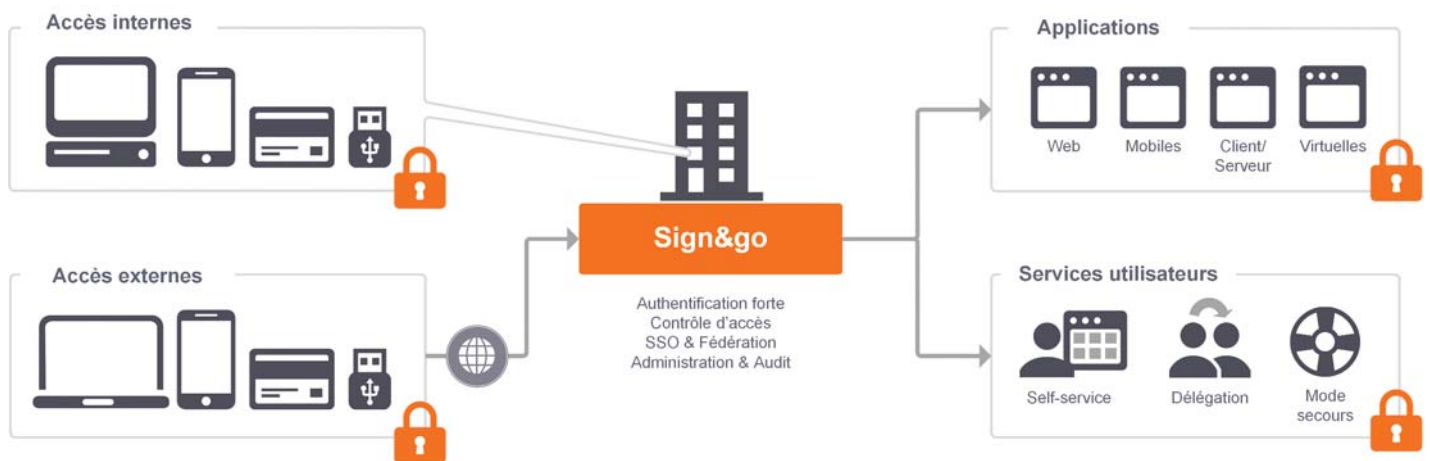 Accès internes
Accès externes
Sign&go
Authentification forte
Contrôle d'accès
SSO & Fédération
Administration & Audit
Applications
Web
Mobiles
Client/
Serveur
Virtuelles
Services utilisateurs
Self-service
Délégation
Mode
secours